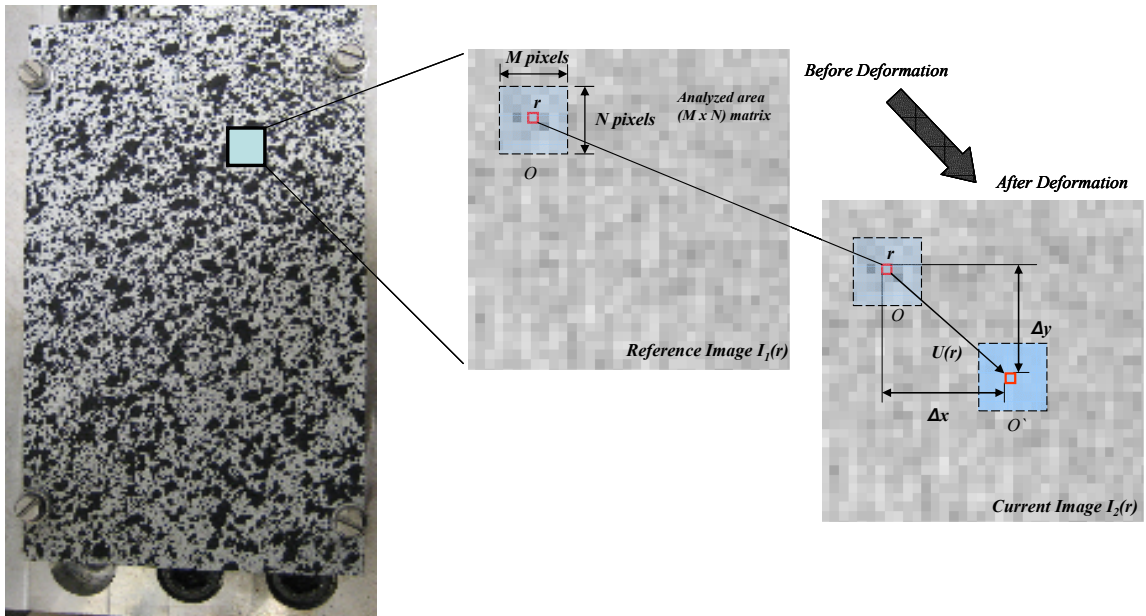 M pixels
r
N pixels
Analyzed area
(M x N) matrix
O
Reference Image I₁(r)
Before Deformation
After Deformation
r
O
Δy
U(r)
Δx
O`
Current Image I₂(r)